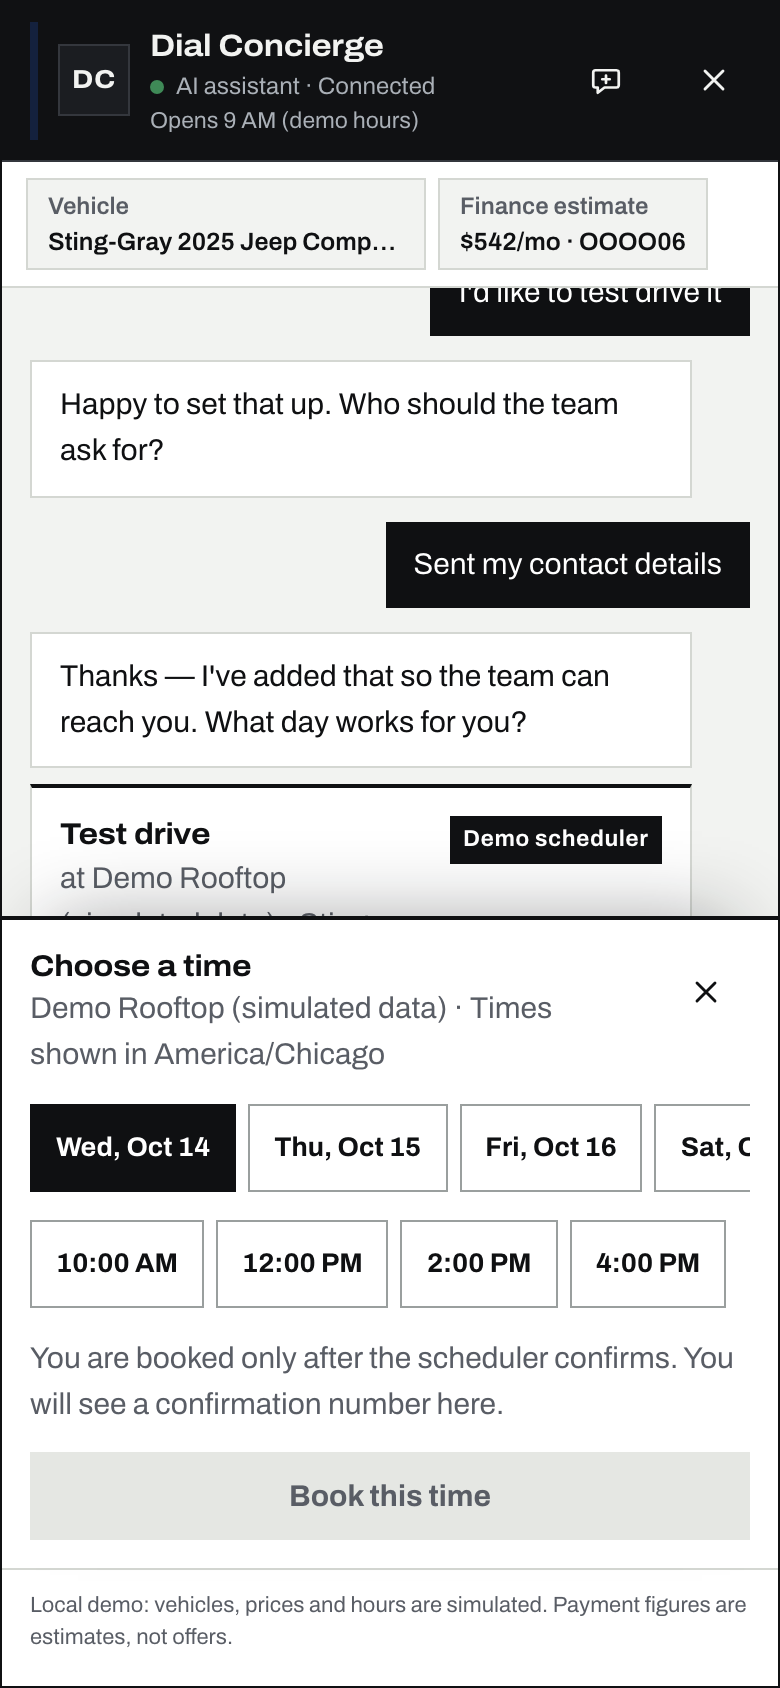 DC
Dial Concierge
AI assistant · Connected
Opens 9 AM (demo hours)
Vehicle
Sting-Gray 2025 Jeep Comp…
Finance estimate
$542/mo · OOOO06
I'd like to test drive it
Happy to set that up. Who should the team
ask for?
Sent my contact details
Thanks — I've added that so the team can
reach you. What day works for you?
Test drive
Demo scheduler
at Demo Rooftop
Choose a time
Demo Rooftop (simulated data) · Times
shown in America/Chicago
Wed, Oct 14
Thu, Oct 15
Fri, Oct 16
Sat,
10:00 AM
12:00 PM
2:00 PM
4:00 PM
You are booked only after the scheduler confirms. You
will see a confirmation number here.
Book this time
Local demo: vehicles, prices and hours are simulated. Payment figures are
estimates, not offers.